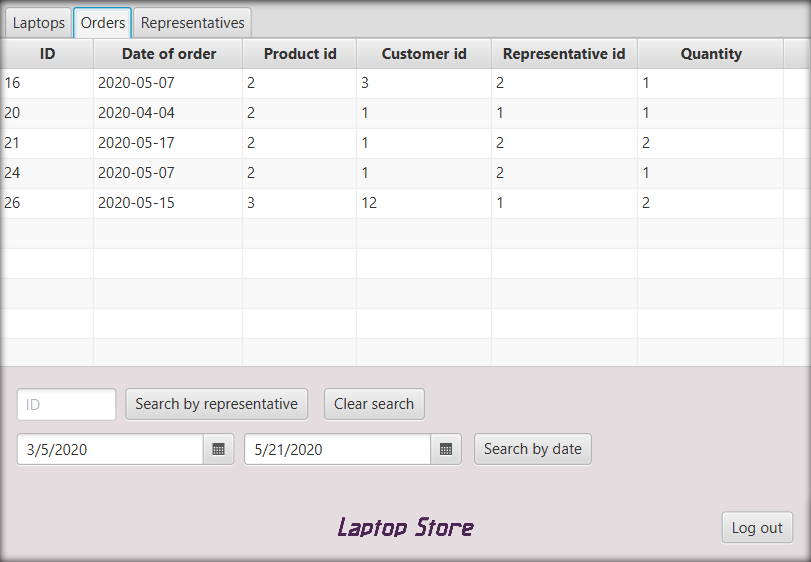 Laptops Orders Representatives
ID Date of order Product id Customer id Representative id Quantity
16 2020-05-07 2 3 2 1
20 2020-04-04 2 1 1 1
21 2020-05-17 2 1 2 2
24 2020-05-07 2 1 2 1
26 2020-05-15 3 12 1 2
ID Search by representative Clear search
3/5/2020 5/21/2020 Search by date
Laptop Store
Log out